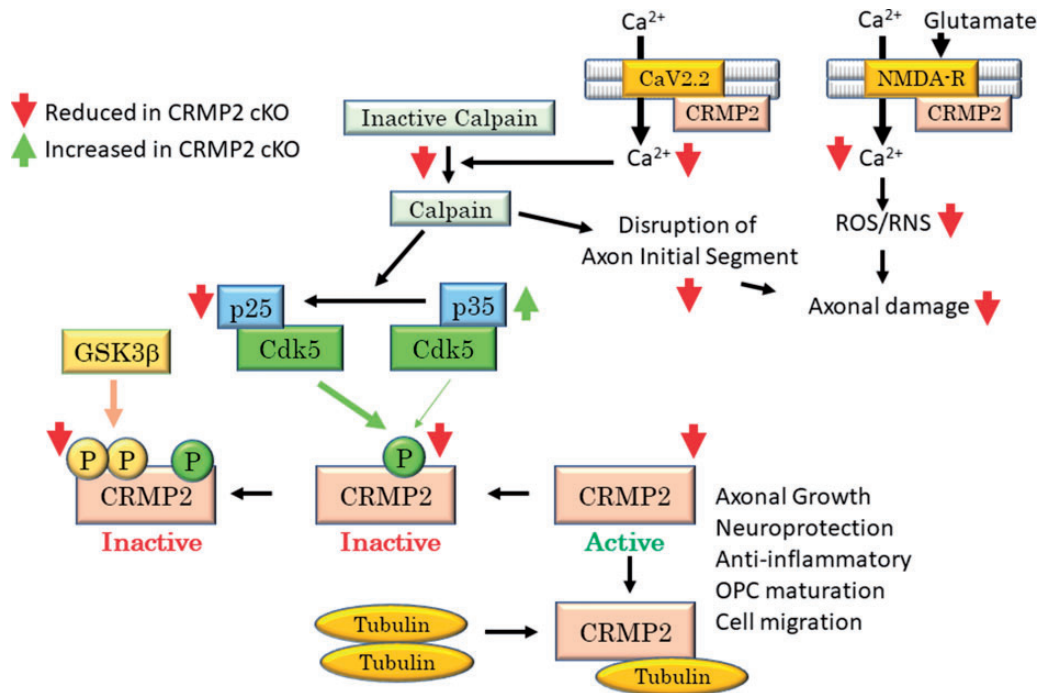 Ca²⁺
Ca²⁺ Glutamate
CaV2.2
NMDA-R
CRMP2
CRMP2
Reduced in CRMP2 cKO
Increased in CRMP2 cKO
Inactive Calpain
Ca²⁺
Ca²⁺
Calpain
Disruption of
Axon Initial Segment
ROS/RNS
Axonal damage
p25
p35
Cdk5
Cdk5
GSK3β
P P P
CRMP2
Inactive
P
CRMP2
Inactive
CRMP2
Active
Axonal Growth
Neuroprotection
Anti-inflammatory
OPC maturation
Cell migration
Tubulin
Tubulin
CRMP2
Tubulin